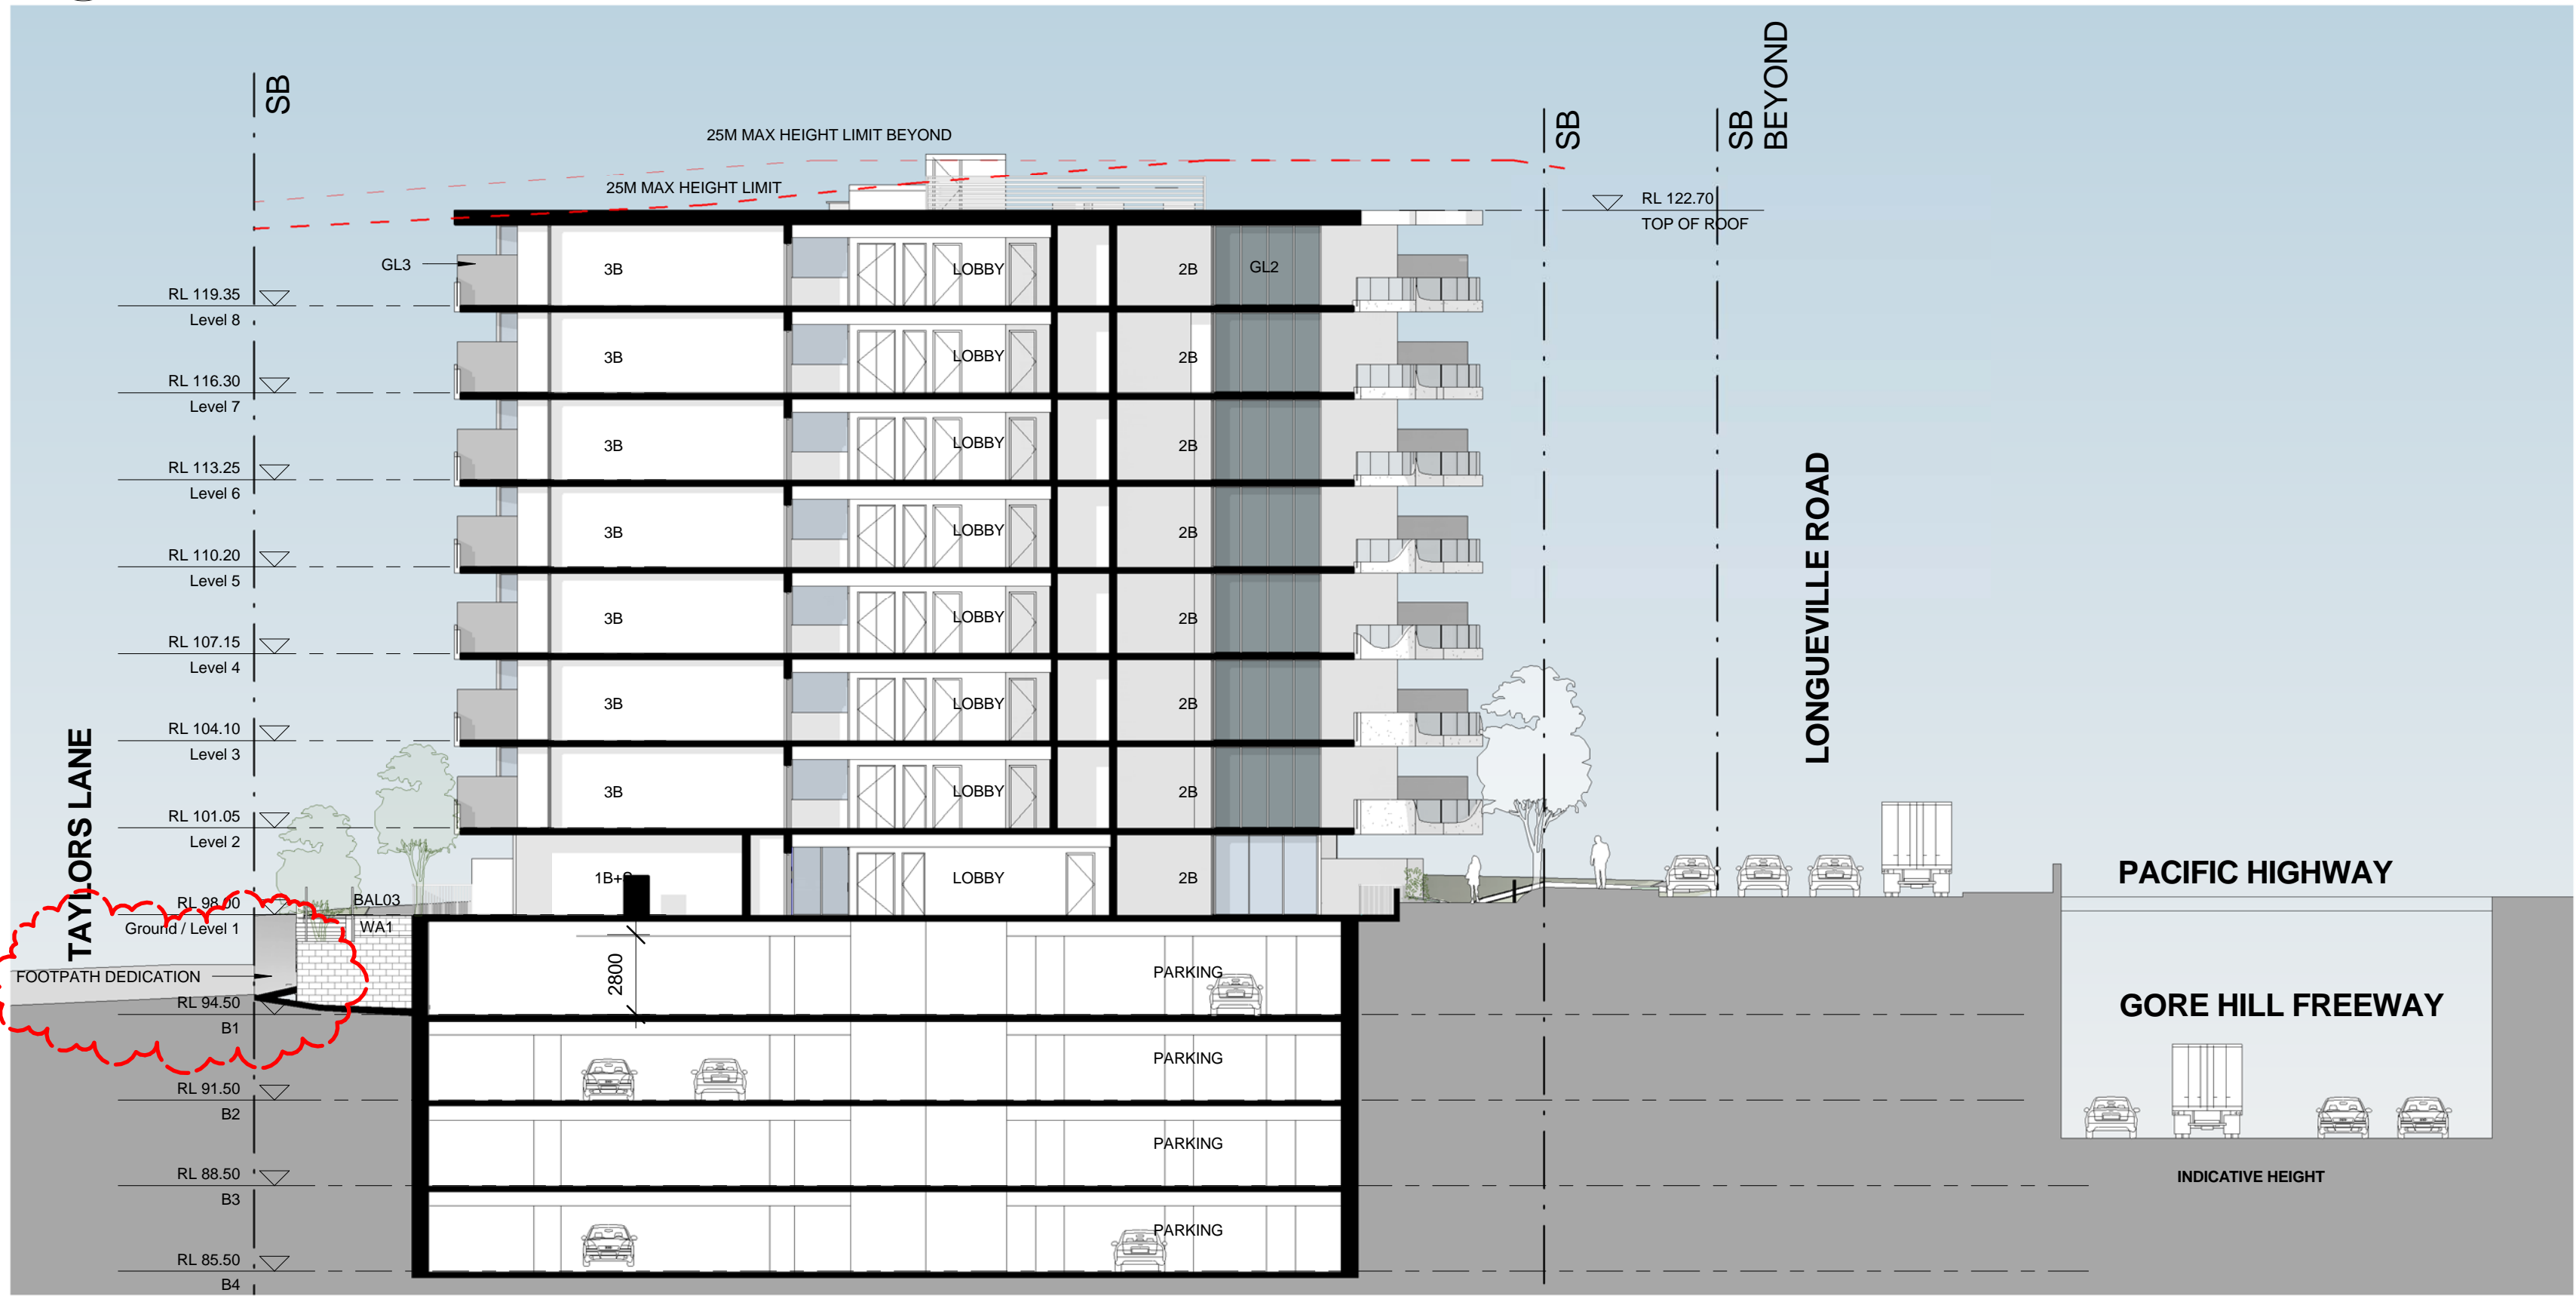 SB
SB
SB
BEYOND
25M MAX HEIGHT LIMIT BEYOND
25M MAX HEIGHT LIMIT
RL 122.70
TOP OF ROOF
GL3
3B
LOBBY
2B
GL2
RL 119.35
Level 8
3B
LOBBY
2B
RL 116.30
Level 7
3B
LOBBY
2B
RL 113.25
Level 6
3B
LOBBY
2B
RL 110.20
Level 5
3B
LOBBY
2B
RL 107.15
Level 4
3B
LOBBY
2B
RL 104.10
Level 3
3B
LOBBY
2B
RL 101.05
Level 2
TAYLORS LANE
LONGUEVILLE ROAD
LOBBY
2B
PACIFIC HIGHWAY
RL 98.00
Ground / Level 1
BAL03
WA1
FOOTPATH DEDICATION
2800
PARKING
RL 94.50
B1
GORE HILL FREEWAY
PARKING
RL 91.50
B2
PARKING
RL 88.50
B3
INDICATIVE HEIGHT
PARKING
RL 85.50
B4